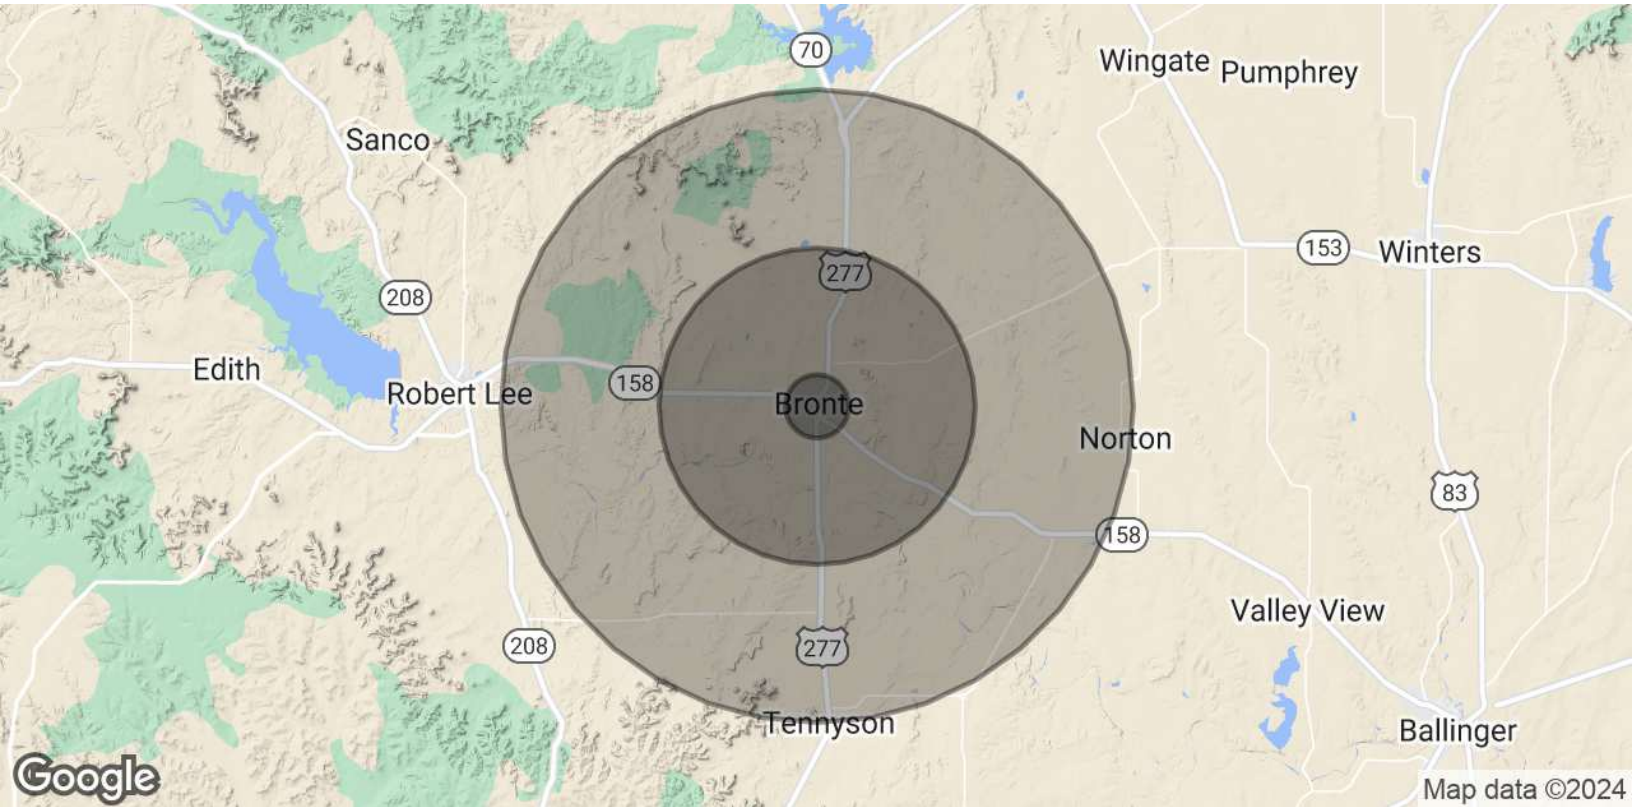 70
Wingate
Pumphrey
Sanco
153
Winters
277
208
Edith
158
Robert Lee
Bronte
Norton
83
158
Valley View
208
277
Tennyson
Ballinger
Google
Map data ©2024